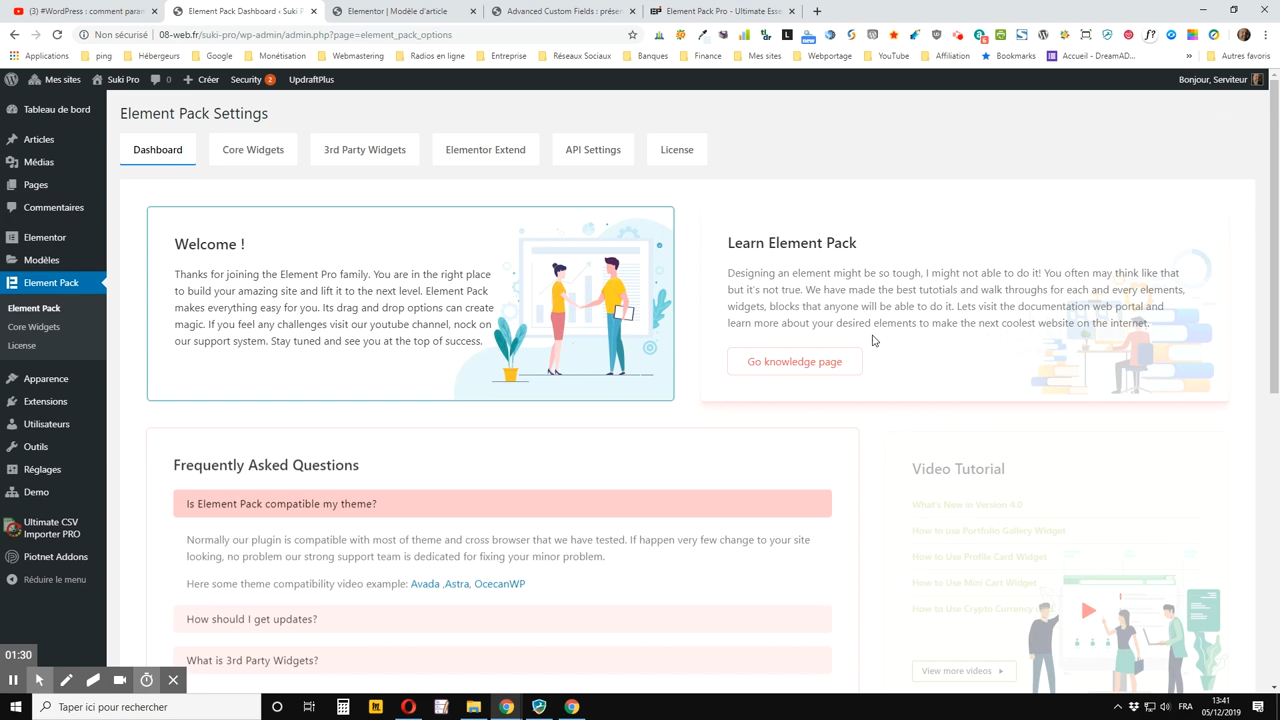 (3) #WordPress : comment param
Dashboard ‹ Element Pack ‹ Suki P
Elementor | Modèle d'article
Advanced Custom Fields : présen
Element Pack Pro - Ultimate Esse
Non sécurisé
08-web.fr/suki-pro/wp-admin/admin.php?page=element_pack_options
Applications
ping
Hébergeurs
Google
Monétisation
Webmastering
Radios en ligne
Entreprise
Réseaux Sociaux
Banques
Finance
Mes sites
Webportage
YouTube
Affiliation
Bookmarks
Accueil - DreamAD...
»
Autres favoris
Mes sites
Suki Pro
0
Créer
Security 2
UpdraftPlus
Bonjour, Serviteur
Tableau de bord
Articles
Médias
Pages
Commentaires
Elementor
Modèles
Element Pack
Element Pack
Core Widgets
License
Apparence
Extensions
Utilisateurs
Outils
Réglages
Demo
Ultimate CSV
Importer PRO
Piotnet Addons
Réduire le menu
Element Pack Settings
Dashboard
Core Widgets
3rd Party Widgets
Elementor Extend
API Settings
License
Welcome !
Thanks for joining the Element Pro family. You are in the right place
to build your amazing site and lift it to the next level. Element Pack
makes everything easy for you. Its drag and drop options can create
magic. If you feel any challenges visit our youtube channel, nock on
our support system. Stay tuned and see you at the top of success.
Learn Element Pack
Designing an element might be so tough, I might not able to do it! You often may think like that
but it's not true. We have made the best tutotials and walk throughs for each and every elements,
widgets, blocks that anyone will be able to do it. Lets visit the documentation web portal and
learn more about your desired elements to make the next coolest website on the internet.
Go knowledge page
Frequently Asked Questions
Is Element Pack compatible my theme?
Normally our plugin is compatible with most of theme and cross browser that we have tested. If happen very few change to your site
looking, no problem our strong support team is dedicated for fixing your minor problem.
Here some theme compatibility video example: Avada ,Astra, OcecanWP
How should I get updates?
What is 3rd Party Widgets?
Video Tutorial
What's New in Version 4.0
How to use Portfolio Gallery Widget
How to Use Profile Card Widget
How to Use Mini Cart Widget
How to Use Crypto Currency
View more videos
01:30
Taper ici pour rechercher
FRA
13:41
05/12/2019